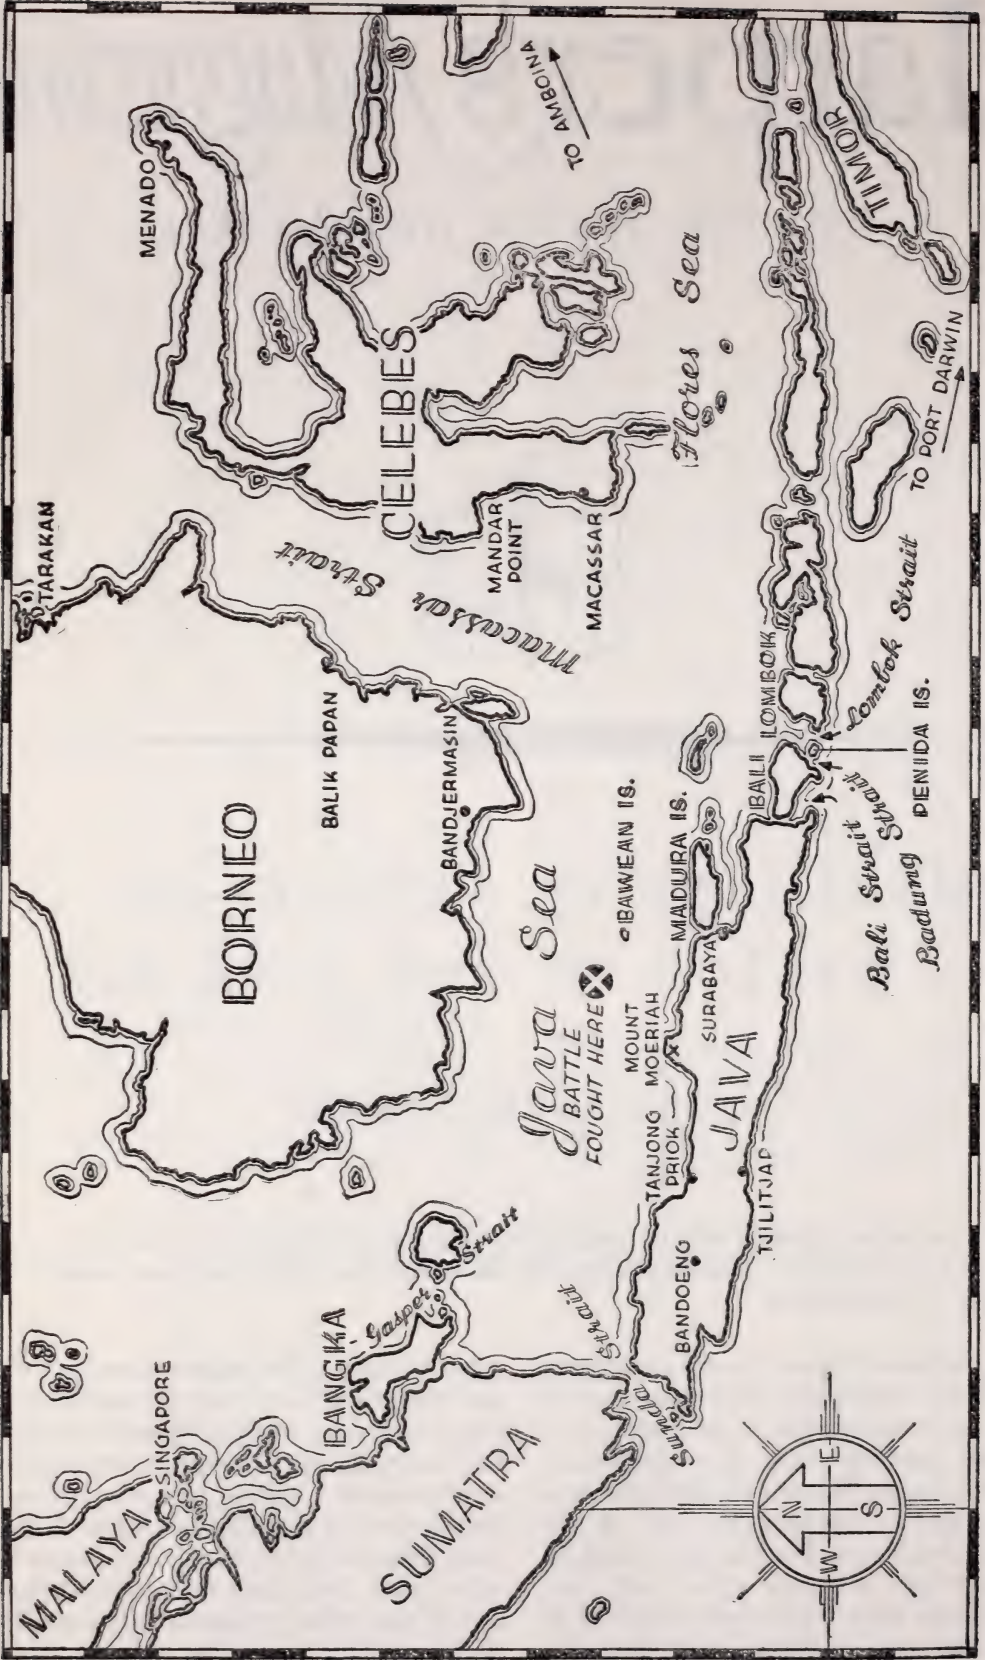 TARAKAN
MENADO
BORNEO
BALIK PAPAN
BANDJERMASIN
Macassar Strait
CELEBES
MANDAR
POINT
MACASSAR
TO AMBOINA
Flores Sea
TIMOR
TO PORT DARWIN
MALAYA
SINGAPORE
BANGKA
Gasper
Strait
SUMATRA
Java Sea
BATTLE
FOUGHT HERE
BAWEAN IS.
MADURA IS.
MOUNT
MOERIAH
SURABAYA
TANJONG
PRIOK
JAVA
BANDOENG
TJILITJAP
Sunda Strait
BALI
LOMBOK
Lombok Strait
PENIDA IS.
Bali Strait
Badung Strait
N
W E
S